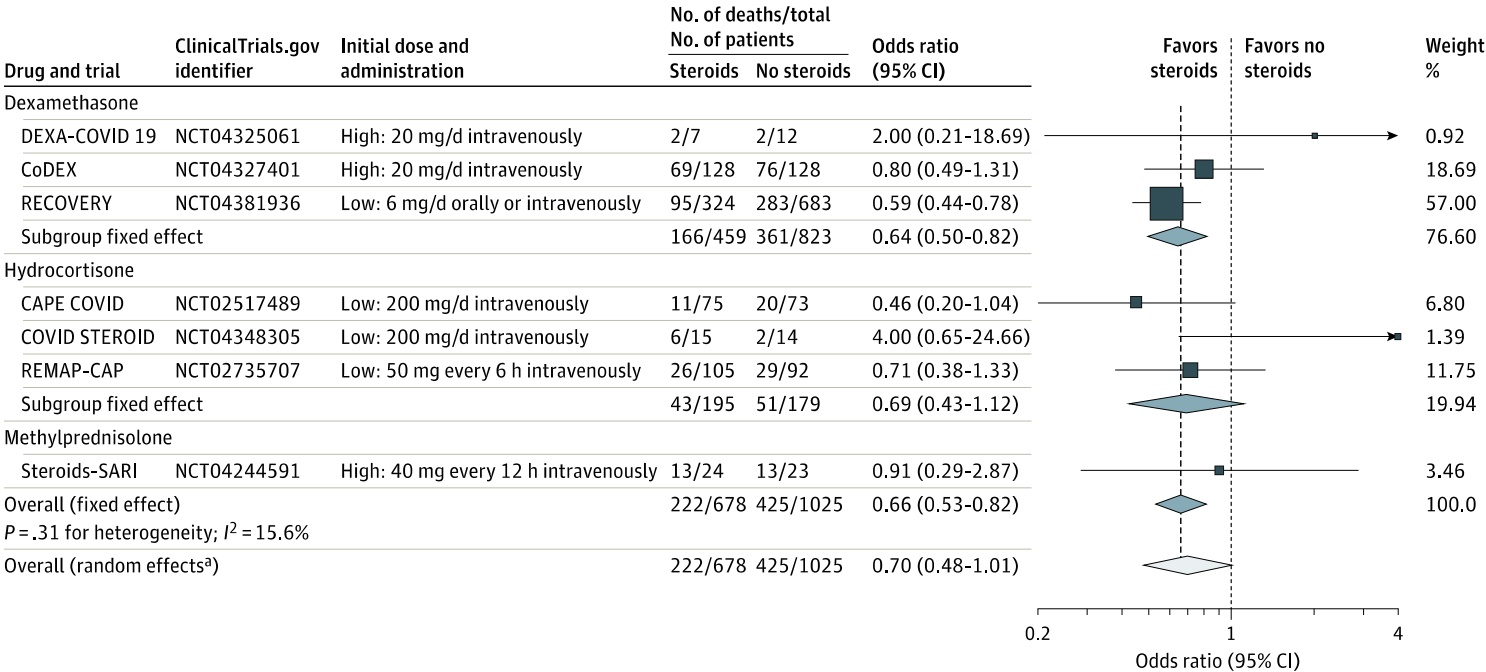 No. of deaths/total
No. of patients
Drug and trial ClinicalTrials.gov identifier Initial dose and administration Steroids No steroids Odds ratio (95% CI) Favors steroids Favors no steroids Weight %
Dexamethasone
DEXA-COVID 19 NCT04325061 High: 20 mg/d intravenously 2/7 2/12 2.00 (0.21-18.69) 0.92
CoDEX NCT04327401 High: 20 mg/d intravenously 69/128 76/128 0.80 (0.49-1.31) 18.69
RECOVERY NCT04381936 Low: 6 mg/d orally or intravenously 95/324 283/683 0.59 (0.44-0.78) 57.00
Subgroup fixed effect 166/459 361/823 0.64 (0.50-0.82) 76.60
Hydrocortisone
CAPE COVID NCT02517489 Low: 200 mg/d intravenously 11/75 20/73 0.46 (0.20-1.04) 6.80
COVID STEROID NCT04348305 Low: 200 mg/d intravenously 6/15 2/14 4.00 (0.65-24.66) 1.39
REMAP-CAP NCT02735707 Low: 50 mg every 6 h intravenously 26/105 29/92 0.71 (0.38-1.33) 11.75
Subgroup fixed effect 43/195 51/179 0.69 (0.43-1.12) 19.94
Methylprednisolone
Steroids-SARI NCT04244591 High: 40 mg every 12 h intravenously 13/24 13/23 0.91 (0.29-2.87) 3.46
Overall (fixed effect) 222/678 425/1025 0.66 (0.53-0.82) 100.0
P = .31 for heterogeneity; I² = 15.6%
Overall (random effectsᵃ) 222/678 425/1025 0.70 (0.48-1.01)
0.2 1 4
Odds ratio (95% CI)